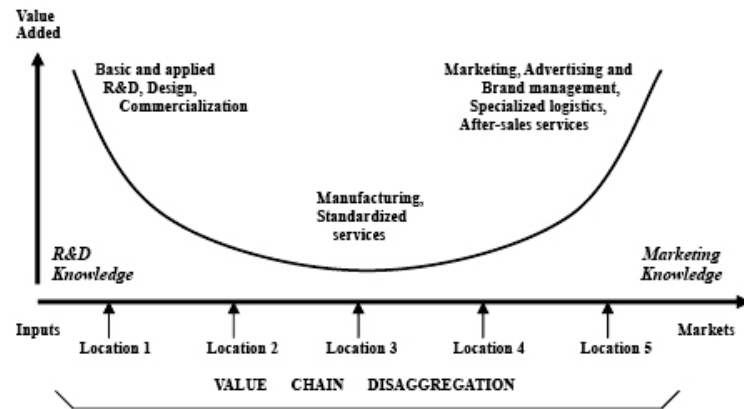 Value
Added
Basic and applied
R&D, Design,
Commercialization
Marketing, Advertising and
Brand management,
Specialized logistics,
After-sales services
Manufacturing,
Standardized
services
R&D
Knowledge
Marketing
Knowledge
Inputs
Markets
Location 1
Location 2
Location 3
Location 4
Location 5
VALUE CHAIN DISAGGREGATION